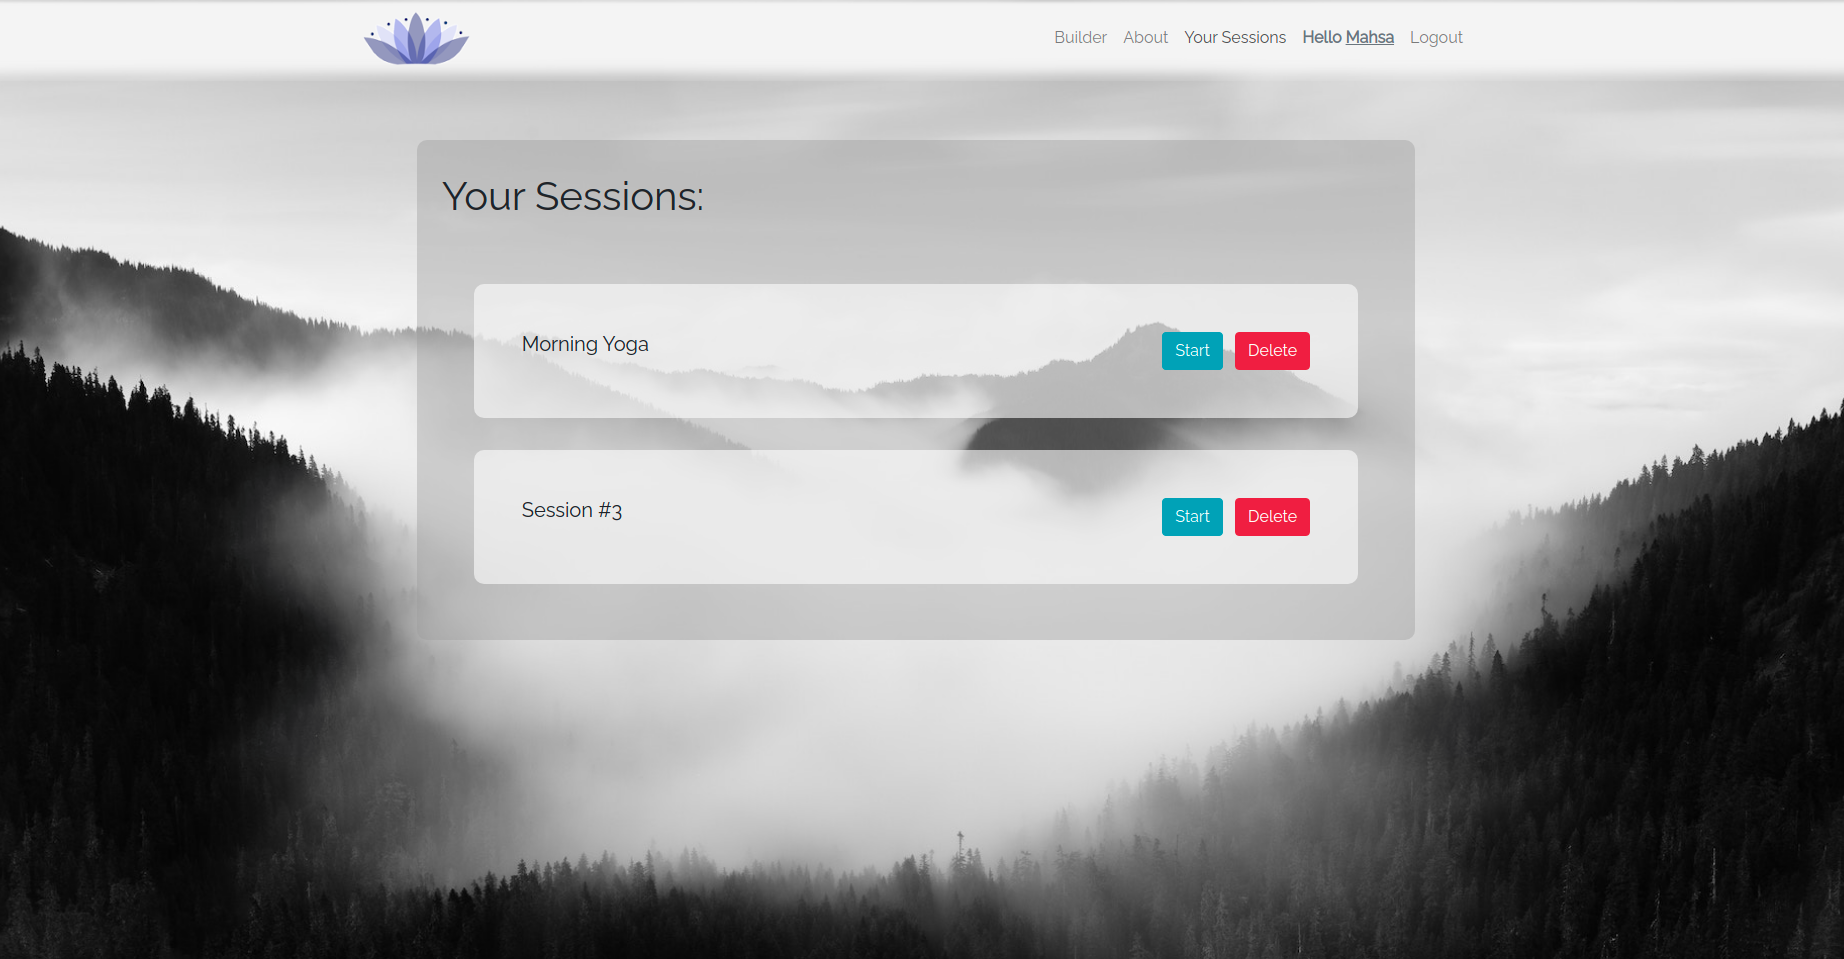 Builder About Your Sessions Hello Mahsa Logout
Your Sessions:
Morning Yoga
Start Delete
Session #3
Start Delete